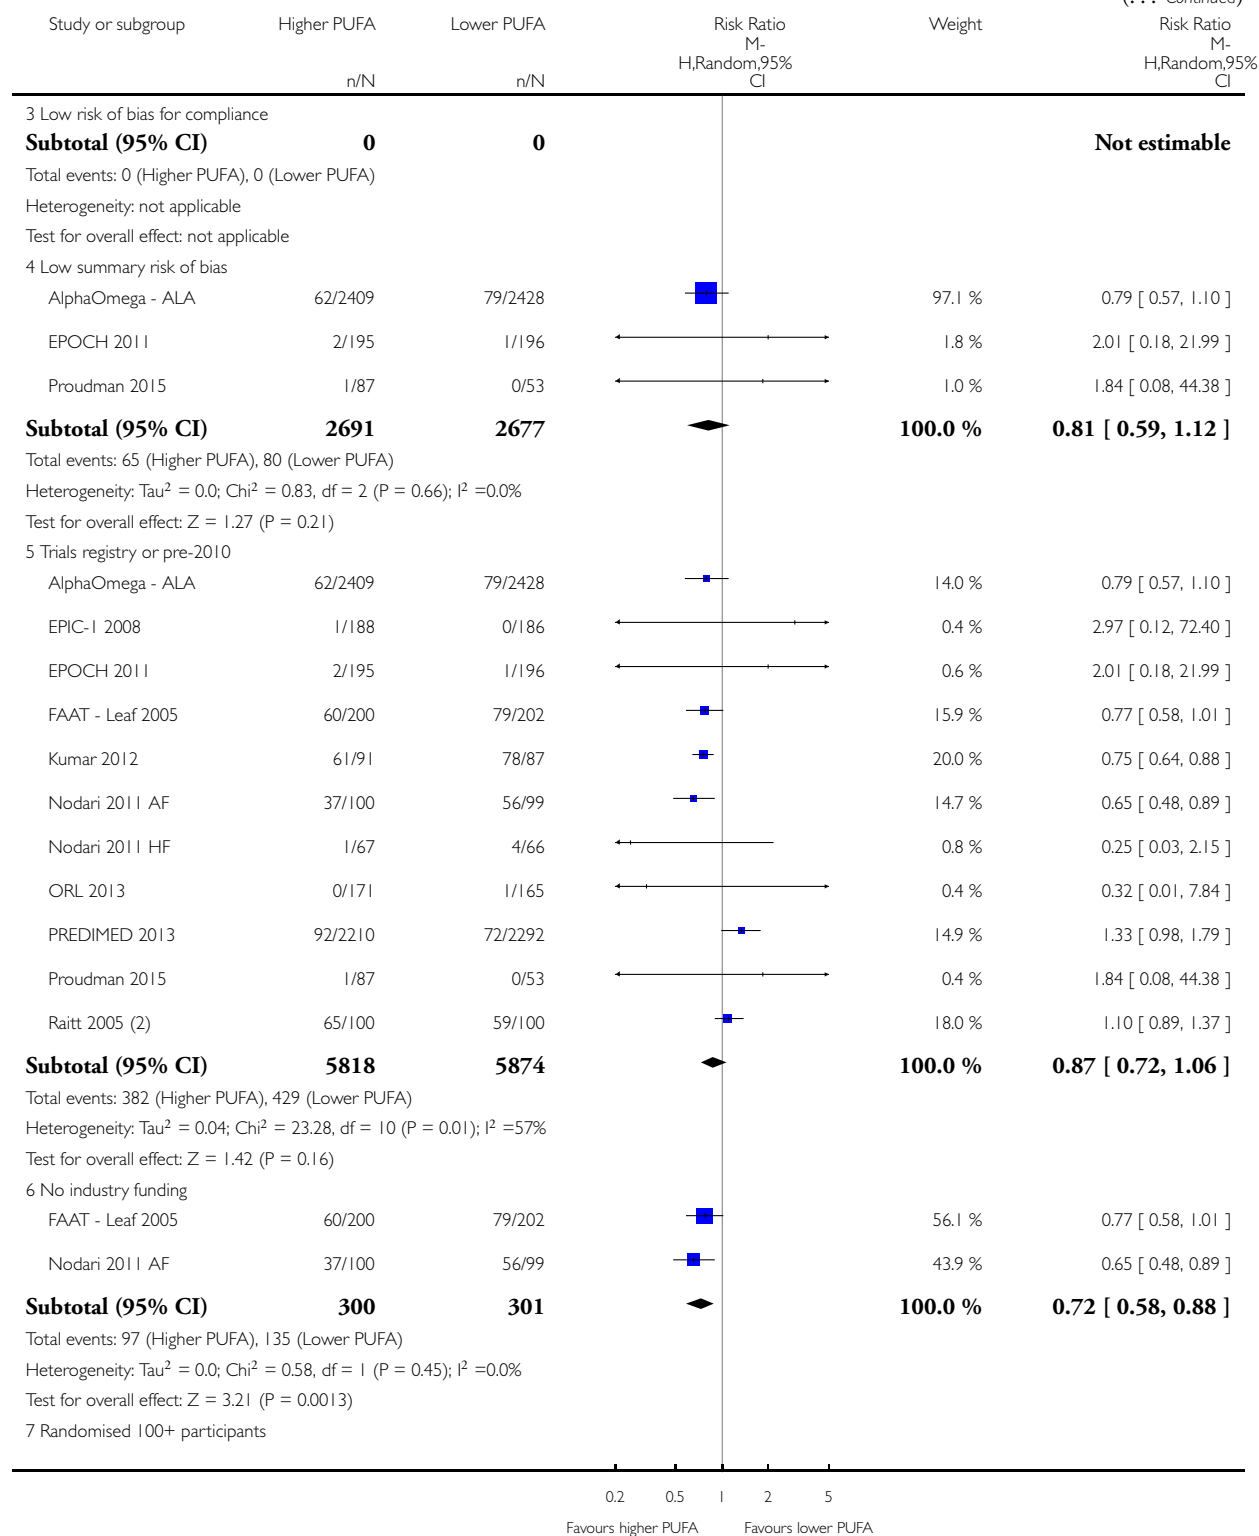 (. . . Continued)
Study or subgroup Higher PUFA Lower PUFA Risk Ratio Weight Risk Ratio
M- M-
H,Random,95% H,Random,95%
n/N n/N CI CI
3 Low risk of bias for compliance
Subtotal (95% CI) 0 0 Not estimable
Total events: 0 (Higher PUFA), 0 (Lower PUFA)
Heterogeneity: not applicable
Test for overall effect: not applicable
4 Low summary risk of bias
AlphaOmega - ALA 62/2409 79/2428 97.1 % 0.79 [ 0.57, 1.10 ]
EPOCH 2011 2/195 1/196 1.8 % 2.01 [ 0.18, 21.99 ]
Proudman 2015 1/87 0/53 1.0 % 1.84 [ 0.08, 44.38 ]
Subtotal (95% CI) 2691 2677 100.0 % 0.81 [ 0.59, 1.12 ]
Total events: 65 (Higher PUFA), 80 (Lower PUFA)
Heterogeneity: Tau² = 0.0; Chi² = 0.83, df = 2 (P = 0.66); I² =0.0%
Test for overall effect: Z = 1.27 (P = 0.21)
5 Trials registry or pre-2010
AlphaOmega - ALA 62/2409 79/2428 14.0 % 0.79 [ 0.57, 1.10 ]
EPIC-1 2008 1/188 0/186 0.4 % 2.97 [ 0.12, 72.40 ]
EPOCH 2011 2/195 1/196 0.6 % 2.01 [ 0.18, 21.99 ]
FAAT - Leaf 2005 60/200 79/202 15.9 % 0.77 [ 0.58, 1.01 ]
Kumar 2012 61/91 78/87 20.0 % 0.75 [ 0.64, 0.88 ]
Nodari 2011 AF 37/100 56/99 14.7 % 0.65 [ 0.48, 0.89 ]
Nodari 2011 HF 1/67 4/66 0.8 % 0.25 [ 0.03, 2.15 ]
ORL 2013 0/171 1/165 0.4 % 0.32 [ 0.01, 7.84 ]
PREDIMED 2013 92/2210 72/2292 14.9 % 1.33 [ 0.98, 1.79 ]
Proudman 2015 1/87 0/53 0.4 % 1.84 [ 0.08, 44.38 ]
Raitt 2005 (2) 65/100 59/100 18.0 % 1.10 [ 0.89, 1.37 ]
Subtotal (95% CI) 5818 5874 100.0 % 0.87 [ 0.72, 1.06 ]
Total events: 382 (Higher PUFA), 429 (Lower PUFA)
Heterogeneity: Tau² = 0.04; Chi² = 23.28, df = 10 (P = 0.01); I² =57%
Test for overall effect: Z = 1.42 (P = 0.16)
6 No industry funding
FAAT - Leaf 2005 60/200 79/202 56.1 % 0.77 [ 0.58, 1.01 ]
Nodari 2011 AF 37/100 56/99 43.9 % 0.65 [ 0.48, 0.89 ]
Subtotal (95% CI) 300 301 100.0 % 0.72 [ 0.58, 0.88 ]
Total events: 97 (Higher PUFA), 135 (Lower PUFA)
Heterogeneity: Tau² = 0.0; Chi² = 0.58, df = 1 (P = 0.45); I² =0.0%
Test for overall effect: Z = 3.21 (P = 0.0013)
7 Randomised 100+ participants
0.2 0.5 1 2 5
Favours higher PUFA Favours lower PUFA